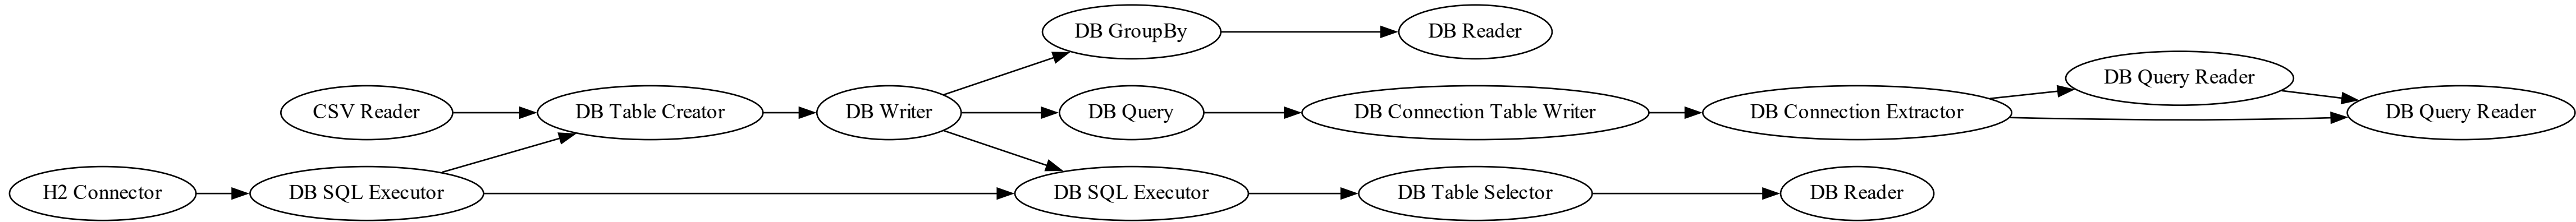 DB GroupBy
DB Reader
DB Query Reader
CSV Reader
DB Table Creator
DB Writer
DB Query
DB Connection Table Writer
DB Connection Extractor
DB Query Reader
H2 Connector
DB SQL Executor
DB SQL Executor
DB Table Selector
DB Reader